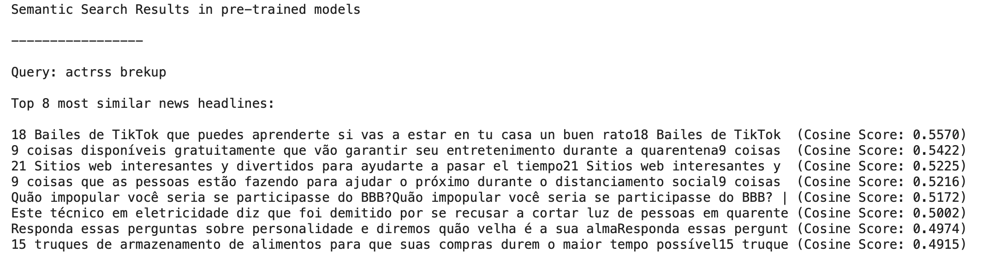 Semantic Search Results in pre-trained models
-----------------
Query: actrss brekup
Top 8 most similar news headlines:
18 Bailes de TikTok que puedes aprenderte si vas a estar en tu casa un buen rato18 Bailes de TikTok  (Cosine Score: 0.5570)
9 coisas disponíveis gratuitamente que vão garantir seu entretenimento durante a quarentena9 coisas  (Cosine Score: 0.5422)
21 Sitios web interesantes y divertidos para ayudarte a pasar el tiempo21 Sitios web interesantes y  (Cosine Score: 0.5225)
9 coisas que as pessoas estão fazendo para ajudar o próximo durante o distanciamento social9 coisas  (Cosine Score: 0.5216)
Quão impopular você seria se participasse do BBB?Quão impopular você seria se participasse do BBB? | (Cosine Score: 0.5172)
Este técnico em eletricidade diz que foi demitido por se recusar a cortar luz de pessoas em quarente (Cosine Score: 0.5002)
Responda essas perguntas sobre personalidade e diremos quão velha é a sua almaResponda essas pergunt (Cosine Score: 0.4974)
15 truques de armazenamento de alimentos para que suas compras durem o maior tempo possível15 truque (Cosine Score: 0.4915)